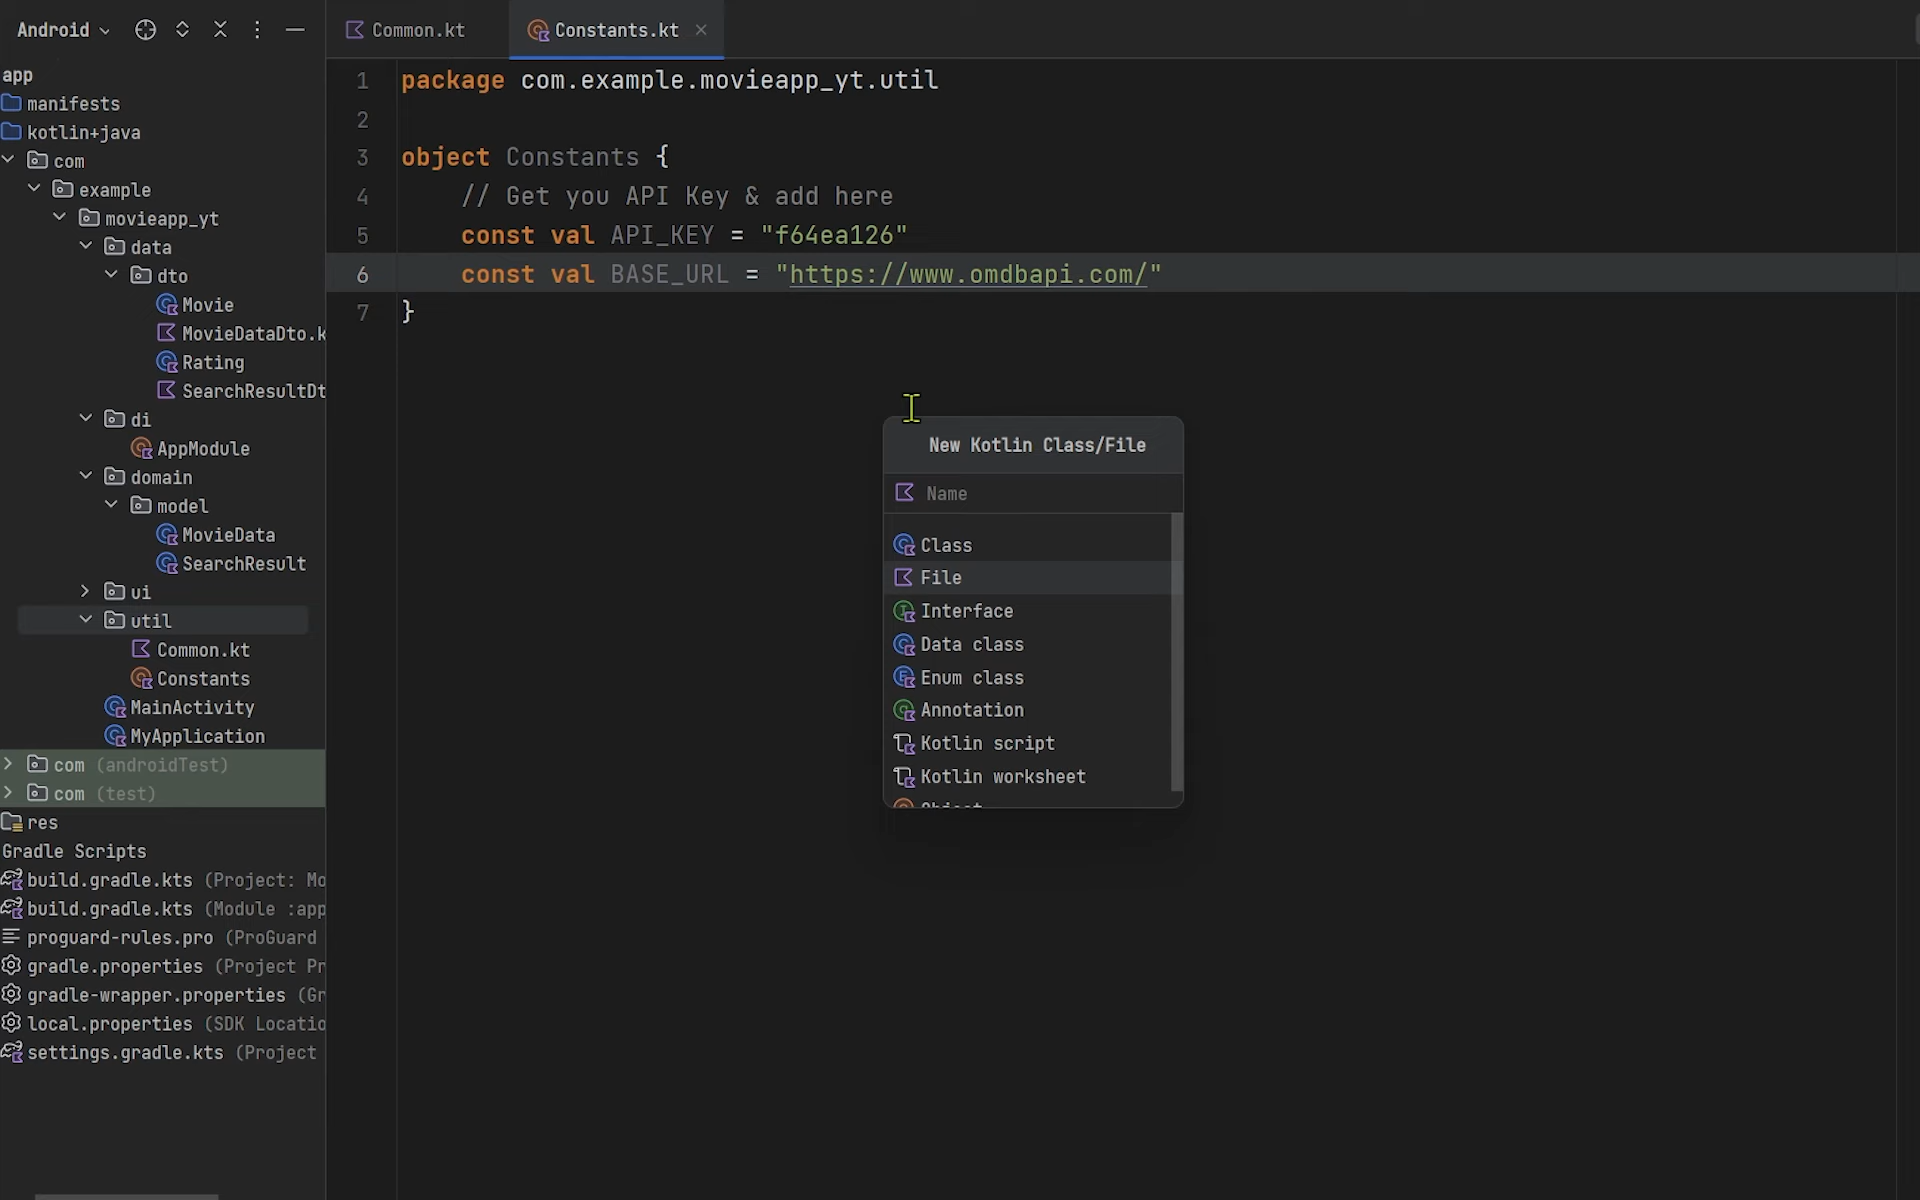 Android
Common.kt
Constants.kt
app
manifests
kotlin+java
com
example
movieapp_yt
data
dto
Movie
MovieDataDto.k
Rating
SearchResultDt
di
AppModule
domain
model
MovieData
SearchResult
ui
util
Common.kt
Constants
MainActivity
MyApplication
com (androidTest)
com (test)
res
Gradle Scripts
build.gradle.kts (Project: Mo
build.gradle.kts (Module :app
proguard-rules.pro (ProGuard
gradle.properties (Project Pr
gradle-wrapper.properties (Gr
local.properties (SDK Locatio
settings.gradle.kts (Project
1 package com.example.movieapp_yt.util
2
3 object Constants {
4 // Get you API Key & add here
5 const val API_KEY = "f64ea126"
6 const val BASE_URL = "https://www.omdbapi.com/"
7 }
New Kotlin Class/File
Name
Class
File
Interface
Data class
Enum class
Annotation
Kotlin script
Kotlin worksheet
Object